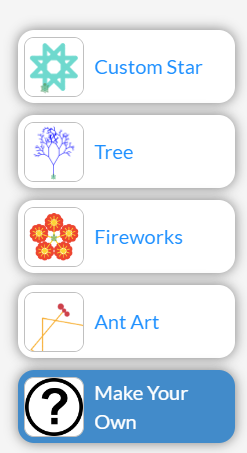 Custom Star
Tree
Fireworks
Ant Art
?
Make Your
Own